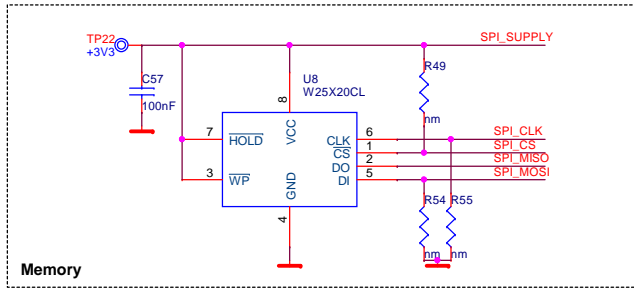 TP22
+3V3
SPI_SUPPLY
C57
100nF
U8
W25X20CL
R49
nm
8
VCC
7
HOLD
3
WP
CLK
CS
DO
DI
6
1
2
5
SPI_CLK
SPI_CS
SPI_MISO
SPI_MOSI
GND
4
R54
R55
nm
nm
Memory